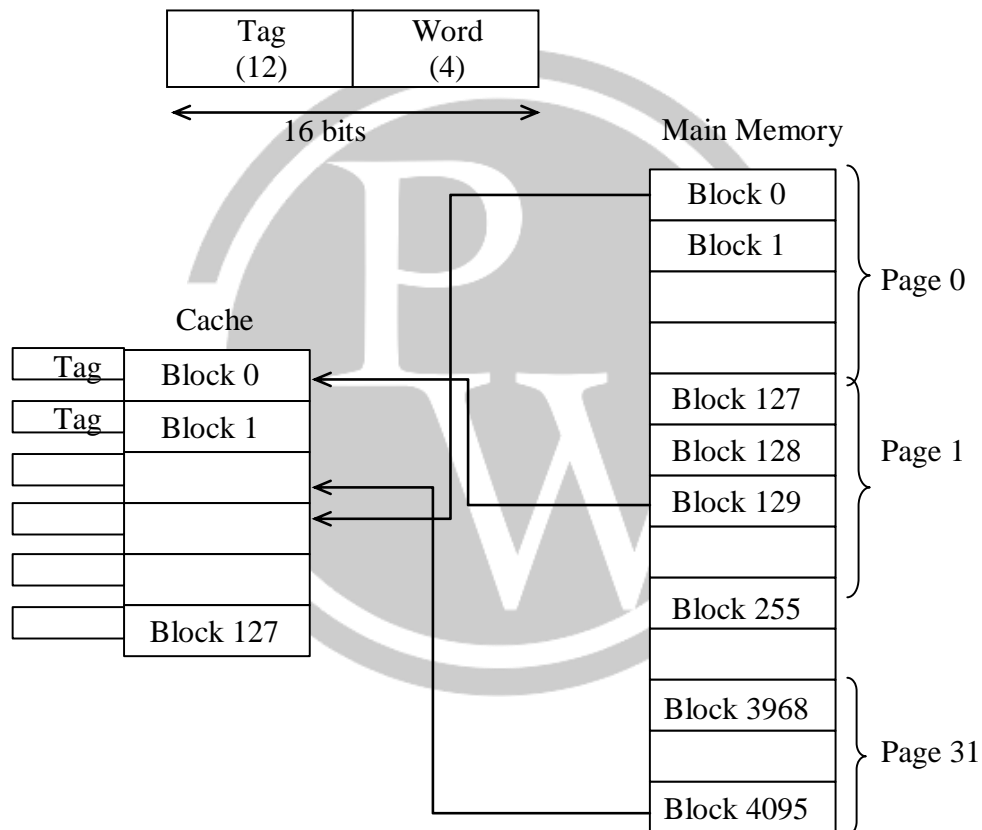 Tag Word
(12) (4)
16 bits
Main Memory
Block 0
Block 1
Page 0
Cache
Tag Block 0
Tag Block 1
Block 127
Block 127
Block 128
Block 129
Page 1
Block 255
Block 3968
Page 31
Block 4095
PW